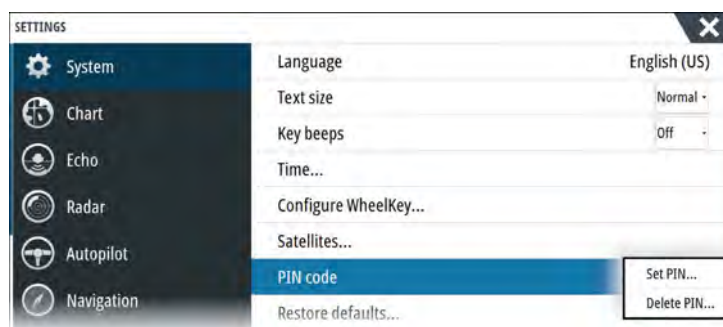 SETTINGS
System
Chart
Echo
Radar
Autopilot
Navigation
Language English (US)
Text size Normal
Key beeps Off
Time...
Configure WheelKey...
Satellites...
PIN code
Set PIN...
Delete PIN...
Restore defaults...